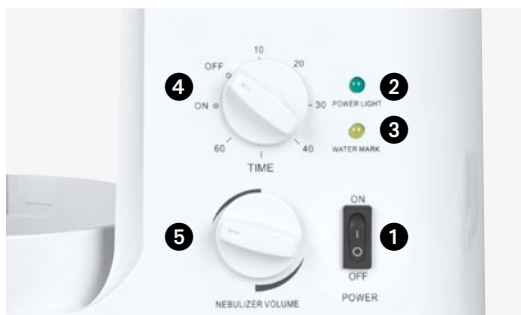 10
OFF
20
4
2
ON
30
POWER LIGHT
3
60
40
WATER MARK
TIME
ON
5
1
OFF
NEBULIZER VOLUME
POWER